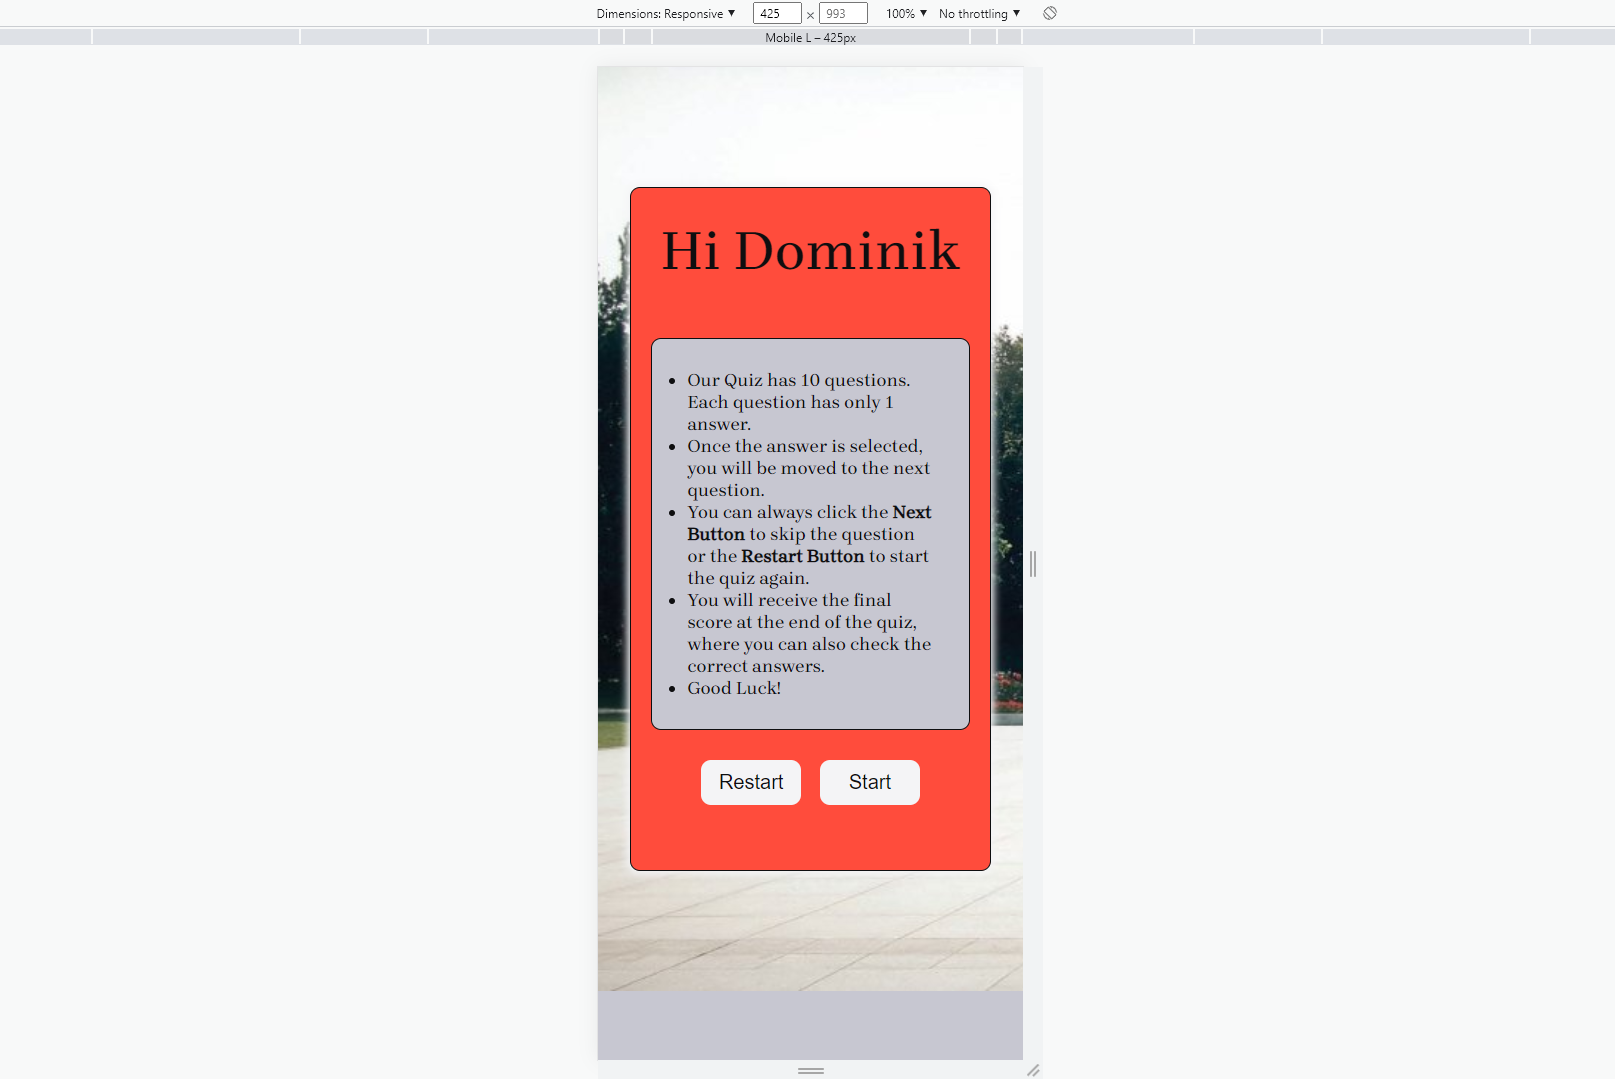 Dimensions: Responsive ▼ 425 × 993 100% ▼ No throttling ▼
Mobile L – 425px
Hi Dominik
• Our Quiz has 10 questions.
Each question has only 1
answer.
• Once the answer is selected,
you will be moved to the next
question.
• You can always click the Next
Button to skip the question
or the Restart Button to start
the quiz again.
• You will receive the final
score at the end of the quiz,
where you can also check the
correct answers.
• Good Luck!
Restart Start